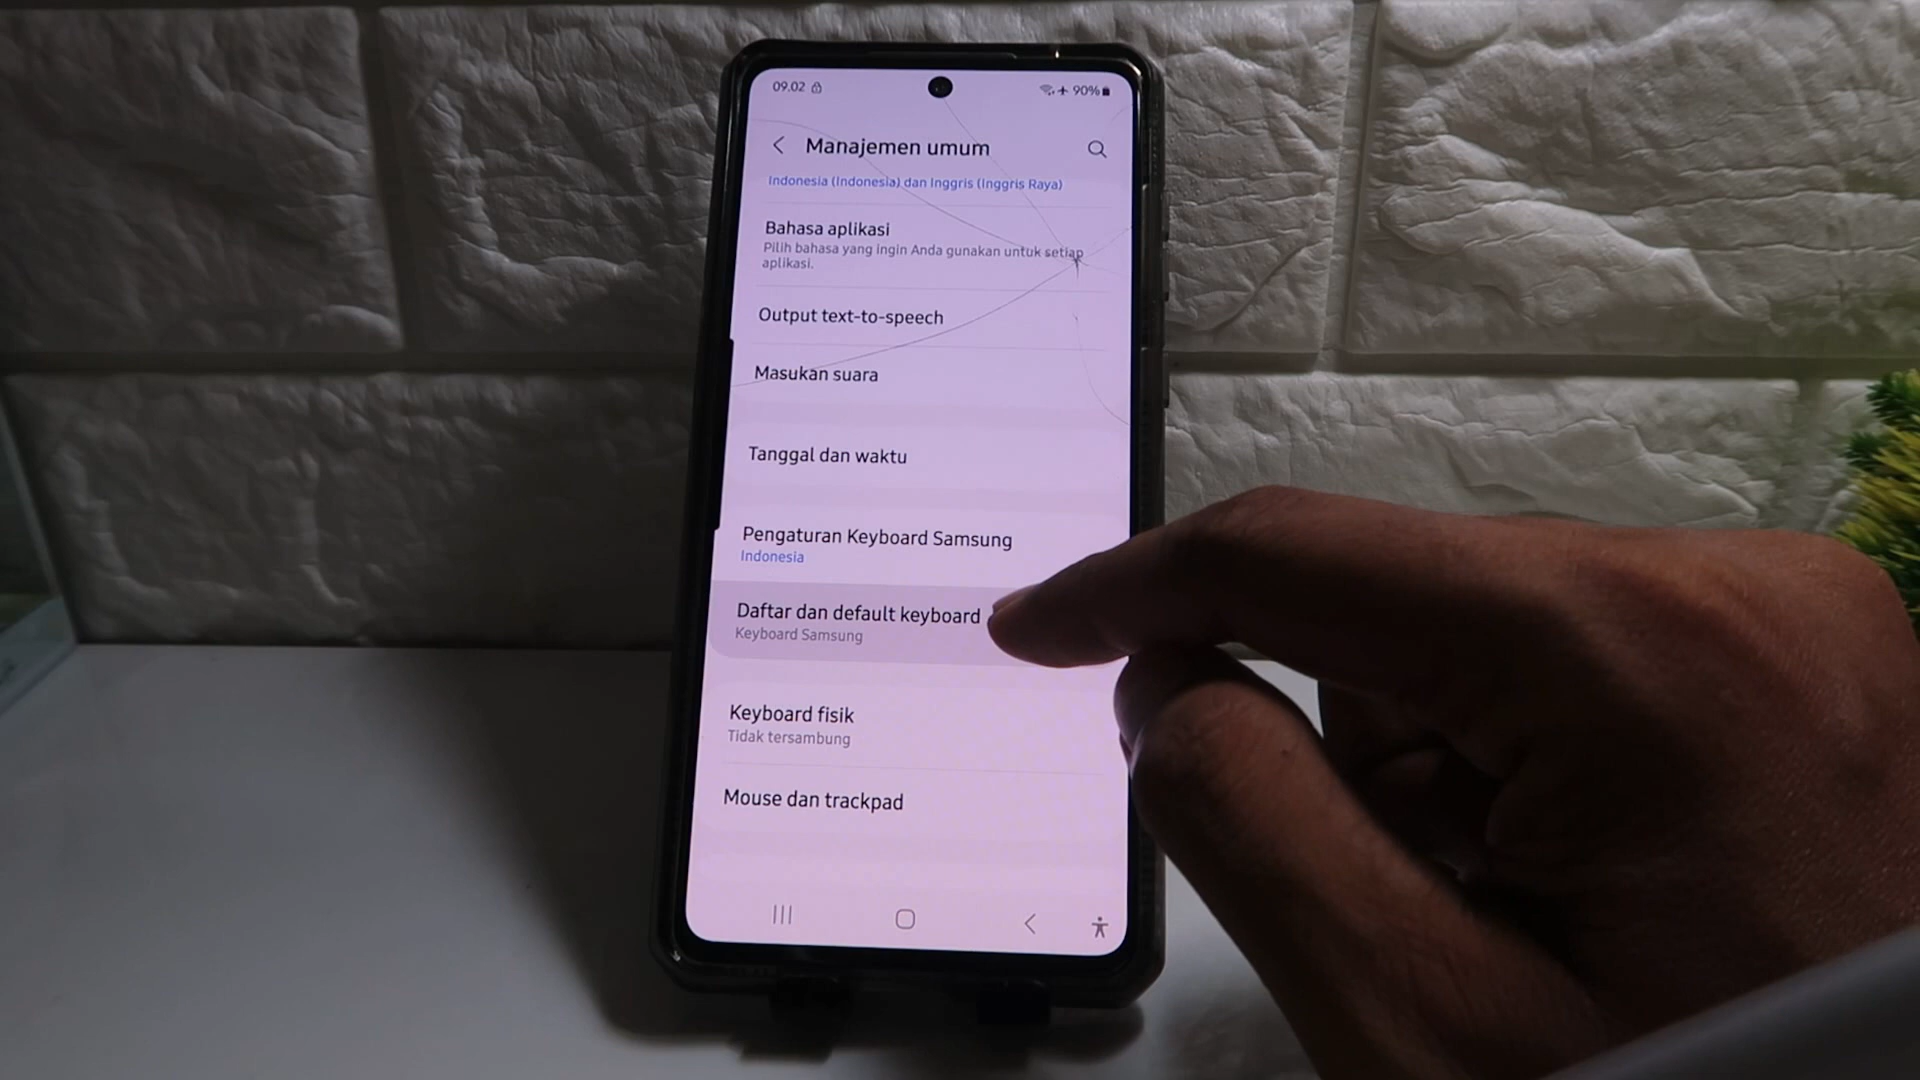 09.02
90%
Manajemen umum
Indonesia (Indonesia) dan Inggris (Inggris Raya)
Bahasa aplikasi
Pilih bahasa yang ingin Anda gunakan untuk setiap
aplikasi.
Output text-to-speech
Masukan suara
Tanggal dan waktu
Pengaturan Keyboard Samsung
Indonesia
Daftar dan default keyboard
Keyboard Samsung
Keyboard fisik
Tidak tersambung
Mouse dan trackpad